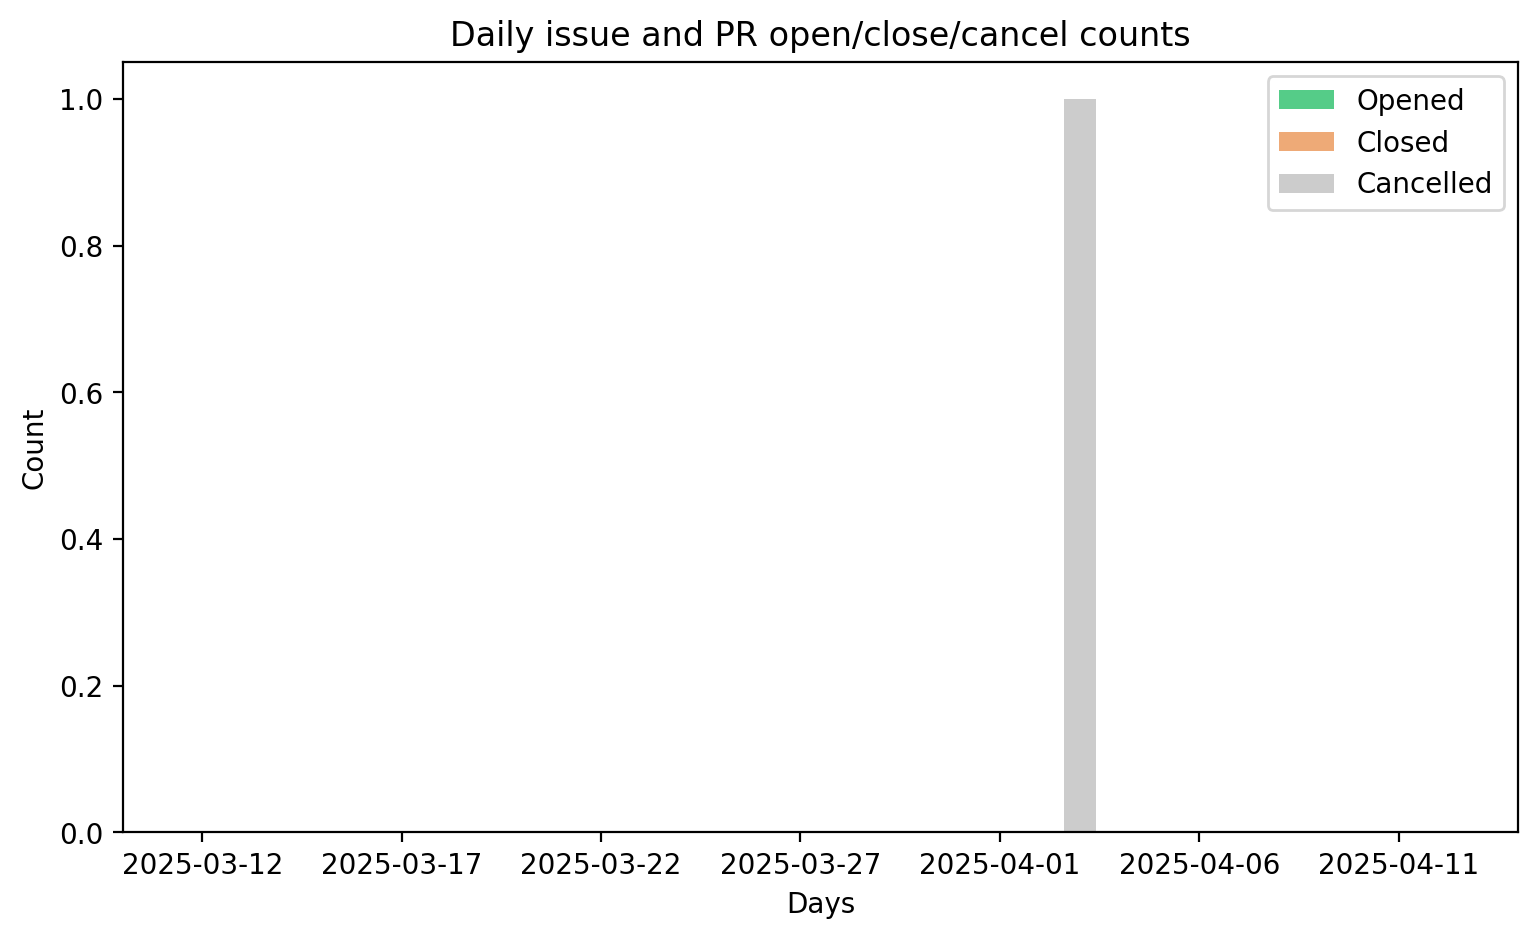 Daily issue and PR open/close/cancel counts
Opened
Closed
Cancelled
Count
1.0
0.8
0.6
0.4
0.2
0.0
2025-03-12 2025-03-17 2025-03-22 2025-03-27 2025-04-01 2025-04-06 2025-04-11
Days